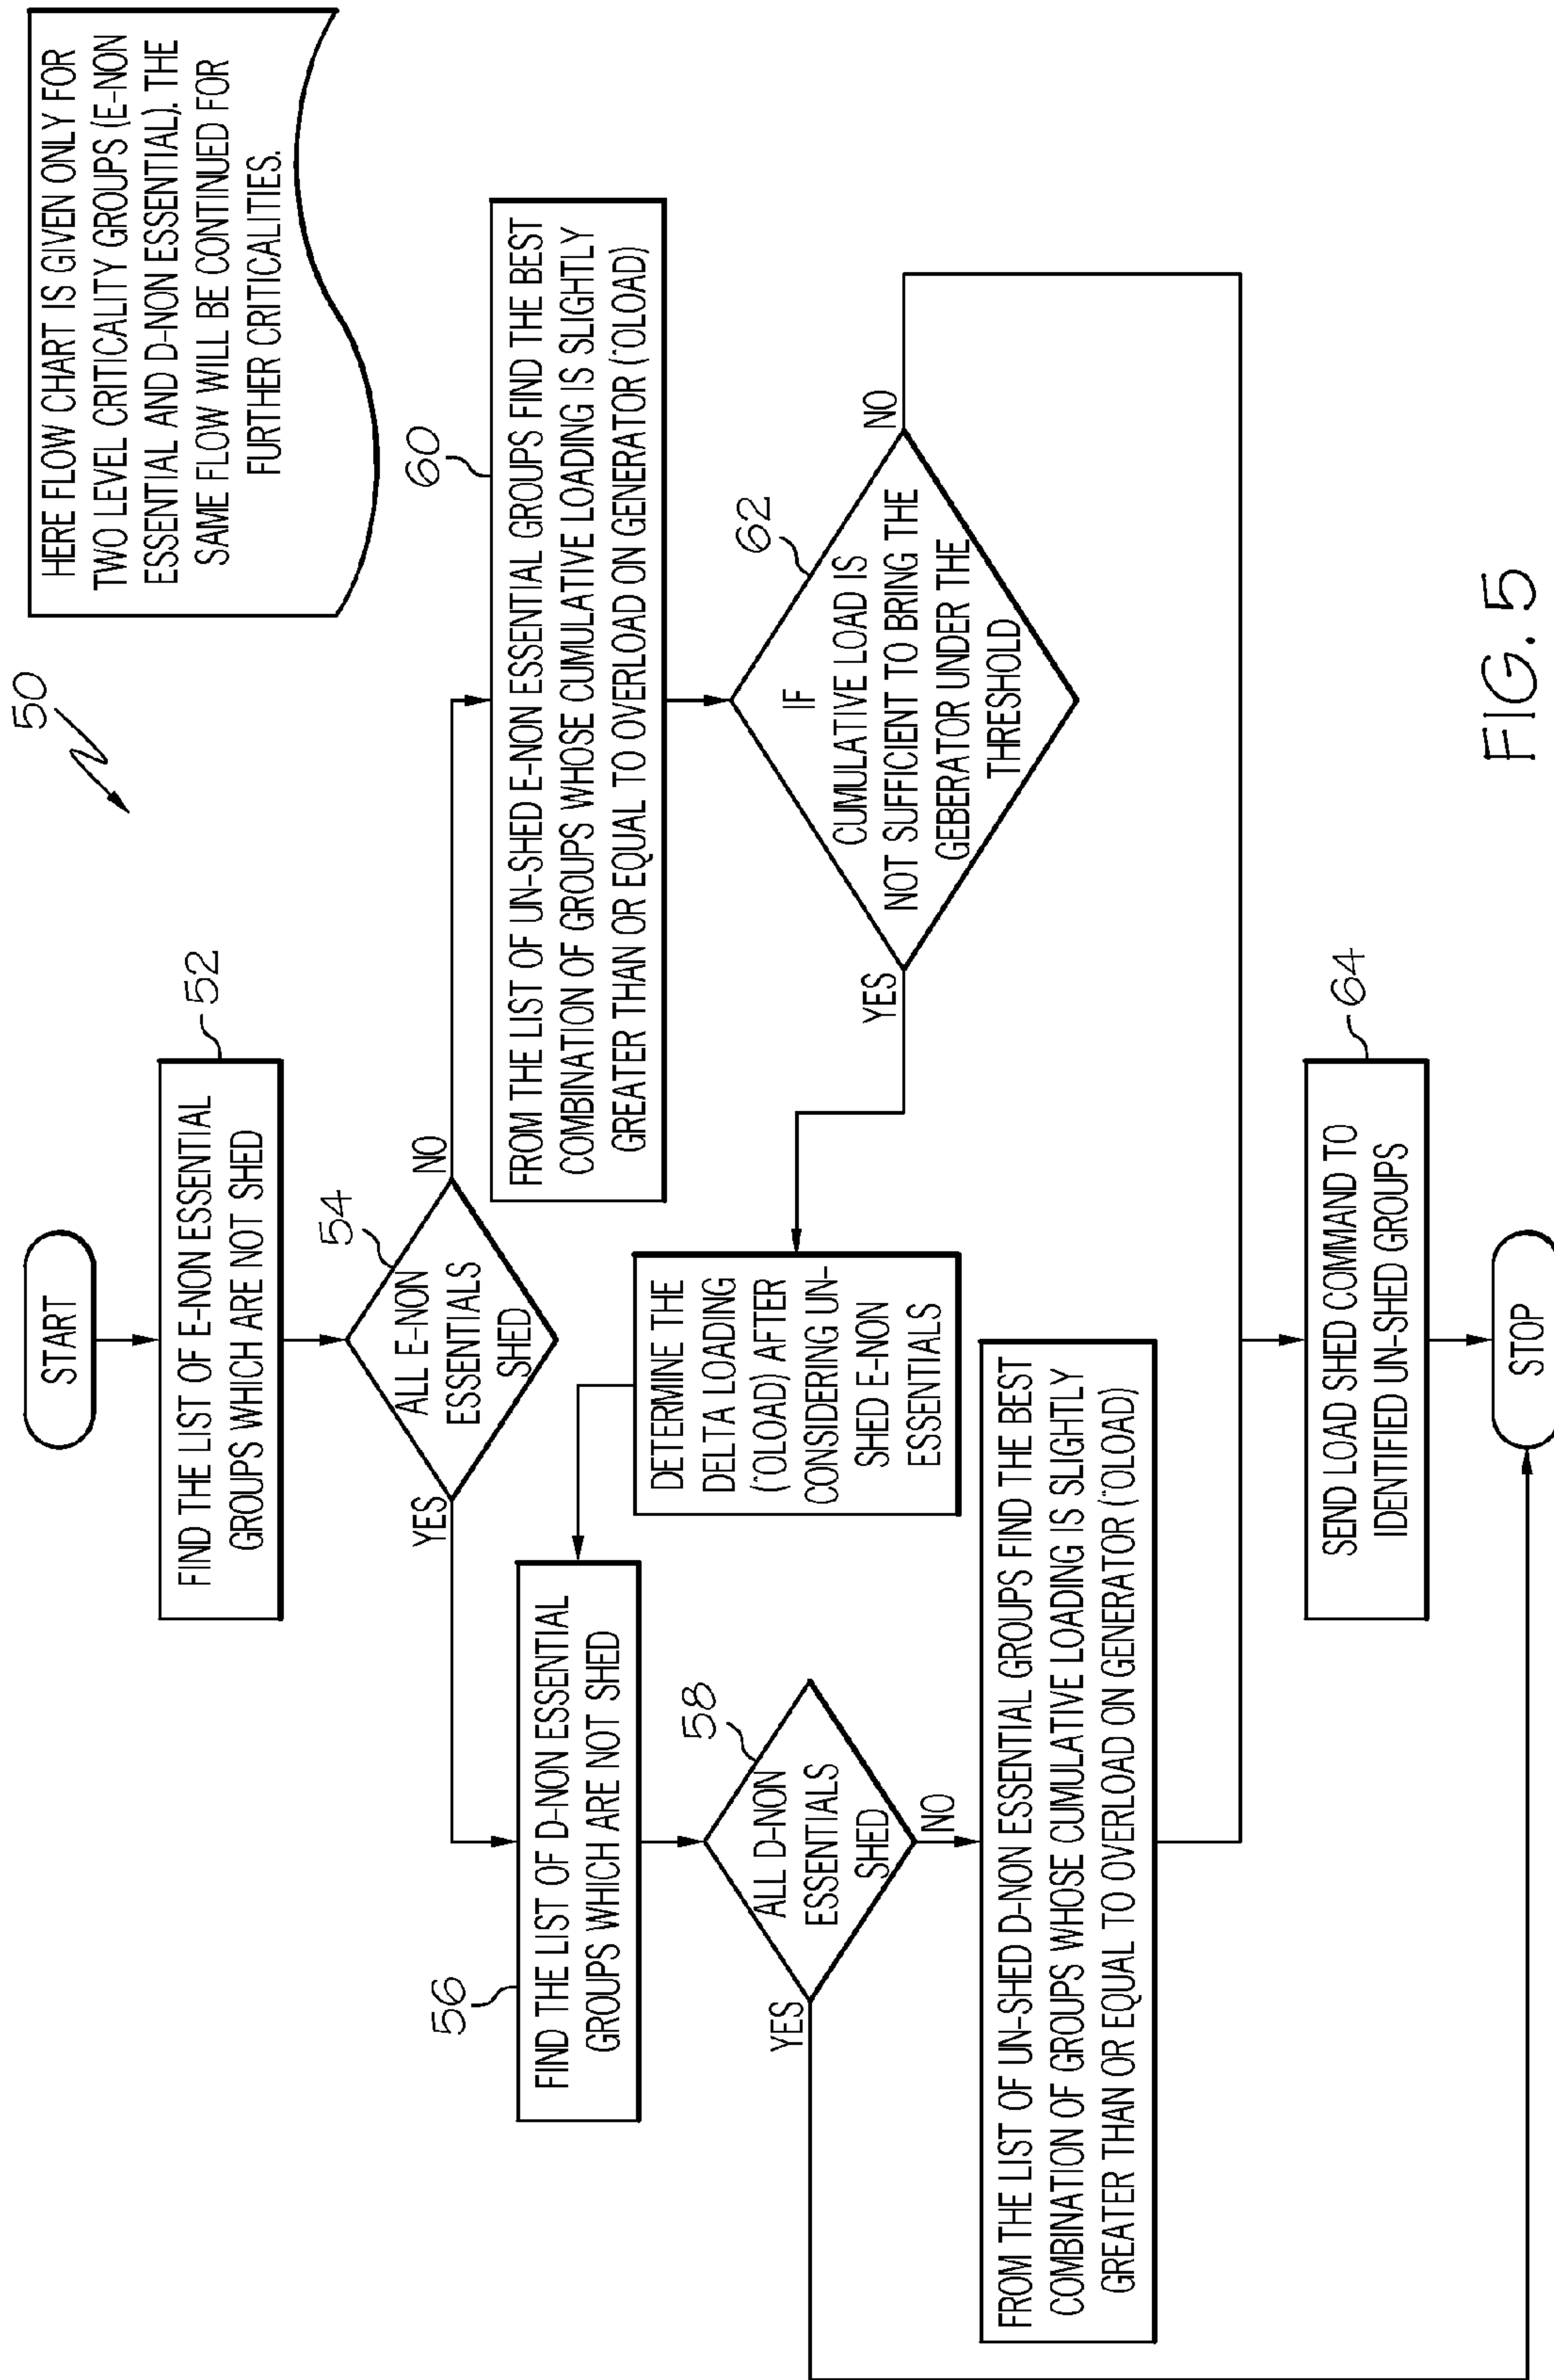 50
HERE FLOW CHART IS GIVEN ONLY FOR
TWO LEVEL CRITICALITY GROUPS (E-NON
ESSENTIAL AND D-NON ESSENTIAL). THE
SAME FLOW WILL BE CONTINUED FOR
FURTHER CRITICALITIES.
START
FIND THE LIST OF E-NON ESSENTIAL
GROUPS WHICH ARE NOT SHED
52
ALL E-NON
ESSENTIALS
SHED
54
YES
NO
60
FROM THE LIST OF UN-SHED E-NON ESSENTIAL GROUPS FIND THE BEST
COMBINATION OF GROUPS WHOSE CUMULATIVE LOADING IS SLIGHTLY
GREATER THAN OR EQUAL TO OVERLOAD ON GENERATOR (¨OLOAD)
IF
CUMULATIVE LOAD IS
NOT SUFFICIENT TO BRING THE
GEBERATOR UNDER THE
THRESHOLD
62
YES
NO
DETERMINE THE
DELTA LOADING
(¨OLOAD) AFTER
CONSIDERING UN-
SHED E-NON
ESSENTIALS
56
FIND THE LIST OF D-NON ESSENTIAL
GROUPS WHICH ARE NOT SHED
ALL D-NON
ESSENTIALS
SHED
58
YES
NO
FROM THE LIST OF UN-SHED D-NON ESSENTIAL GROUPS FIND THE BEST
COMBINATION OF GROUPS WHOSE CUMULATIVE LOADING IS SLIGHTLY
GREATER THAN OR EQUAL TO OVERLOAD ON GENERATOR (¨OLOAD)
SEND LOAD SHED COMMAND TO
IDENTIFIED UN-SHED GROUPS
64
STOP
FIG. 5